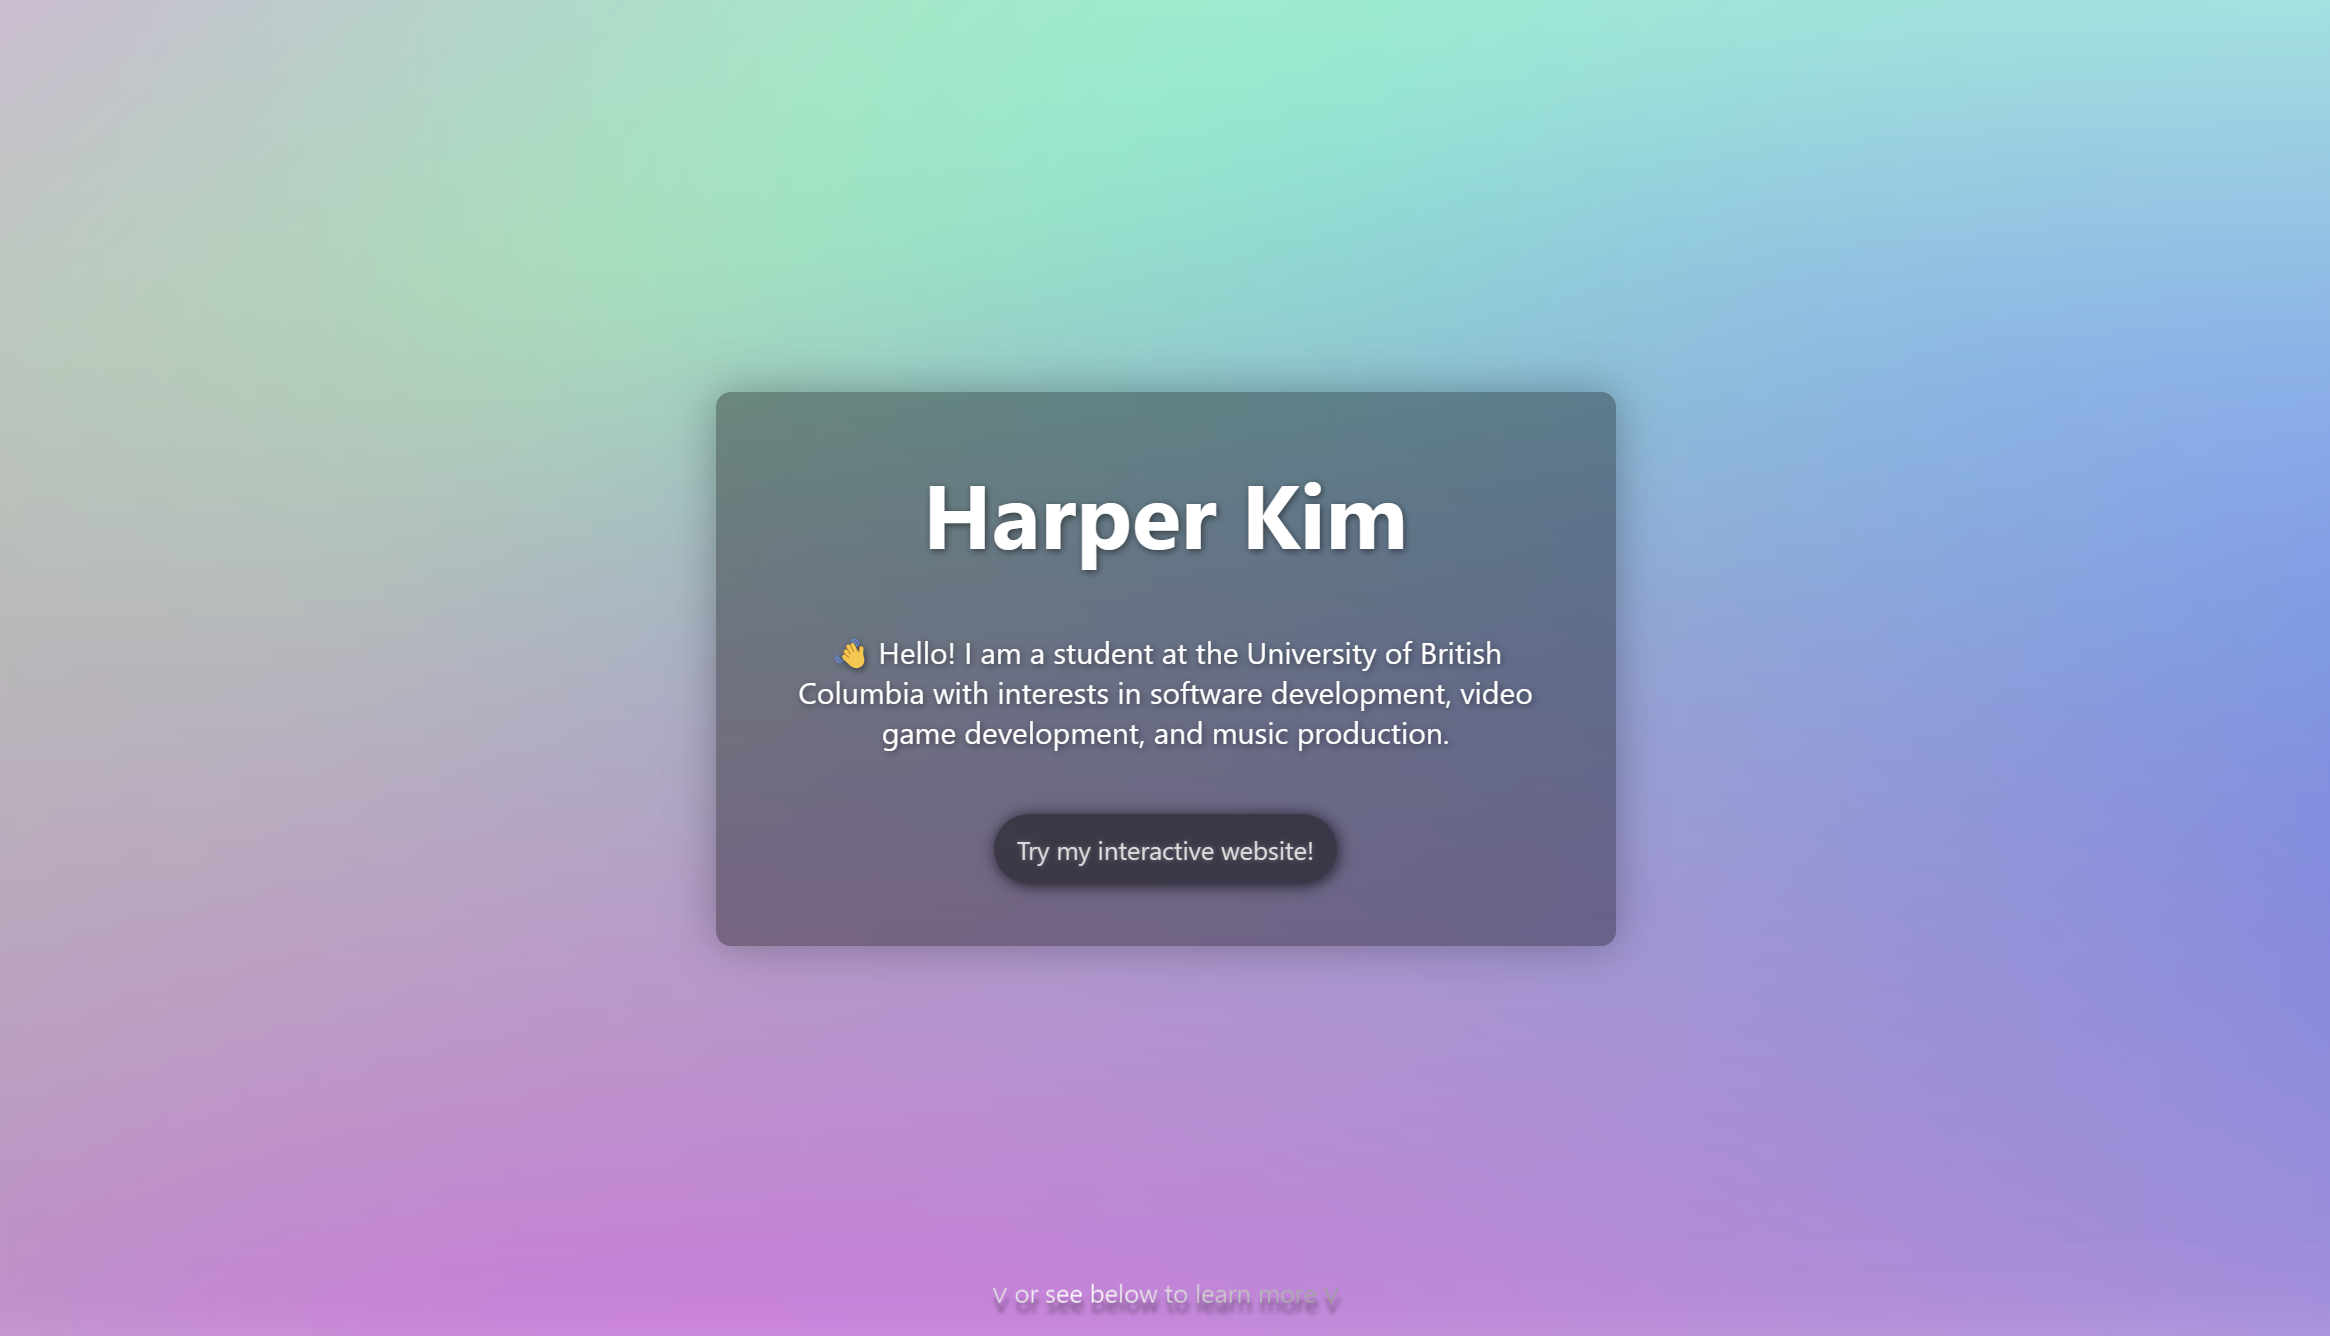 Harper Kim
👋 Hello! I am a student at the University of British
Columbia with interests in software development, video
game development, and music production.
Try my interactive website!
V or see below to learn more V